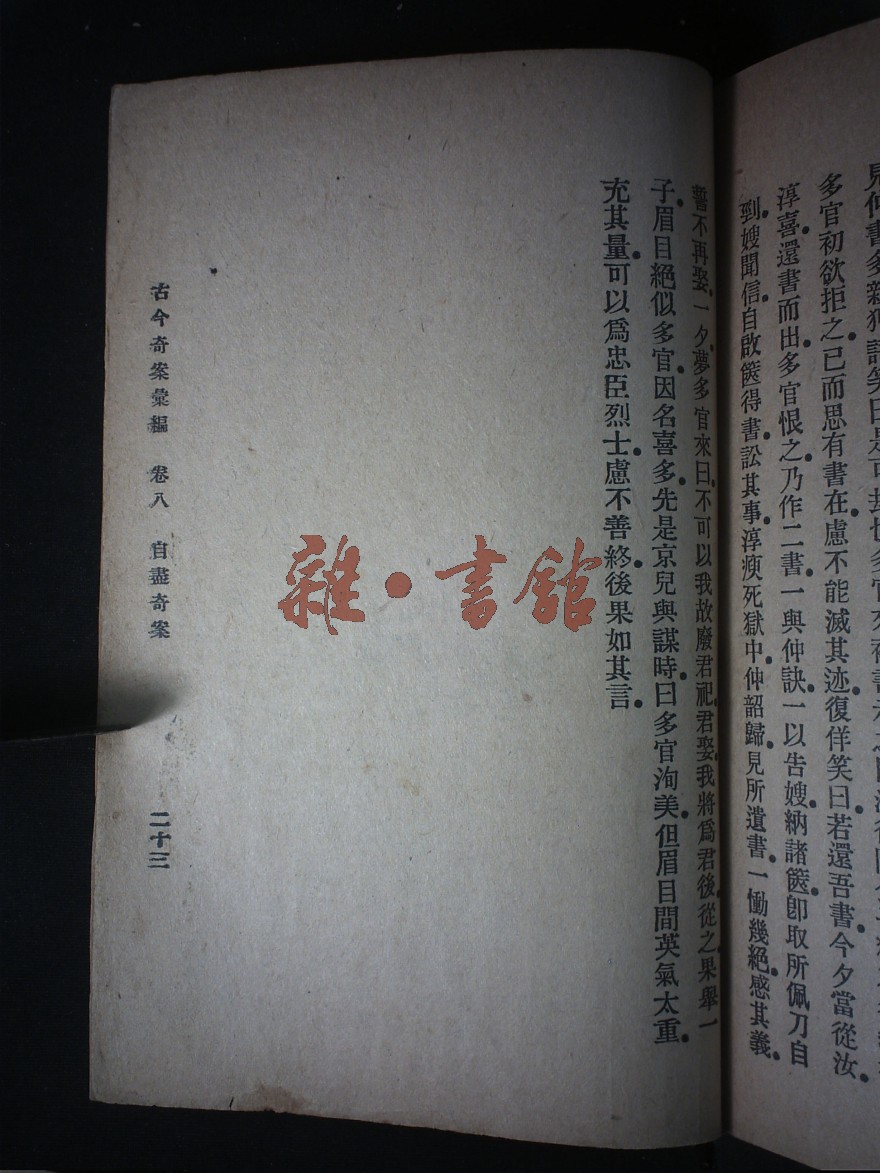 多官初欲拒之已而思有書在慮不能滅其迹復佯笑曰若還吾書今夕當從汝
淳喜還書而出多官恨之乃作二書一與仲訣一以告嫂納諸篋卽取所佩刀自
剄嫂聞信自啟篋得書訟其事淳瘐死獄中仲韶歸見所遺書一慟幾絕感其義
誓不再娶一夕夢多官來曰不可以我故廢君祀君娶我將爲君後從之果舉一
子眉目絕似多官因名喜多先是京兒與謀時曰多官洵美但眉目間英氣太重
充其量可以爲忠臣烈士慮不善終後果如其言
古今奇案彙編 卷八 自盡奇案 二十三
雜·書館